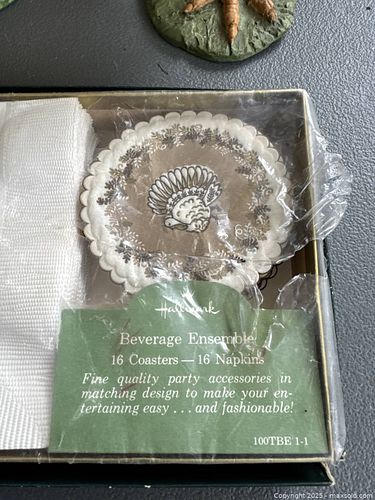 Hallmark
Beverage Ensemble
16 Coasters — 16 Napkins
Fine quality party accessories in
matching design to make your en-
tertaining easy . . . and fashionable!
100TBE 1-1
Copyright 2025 - maxsold.com